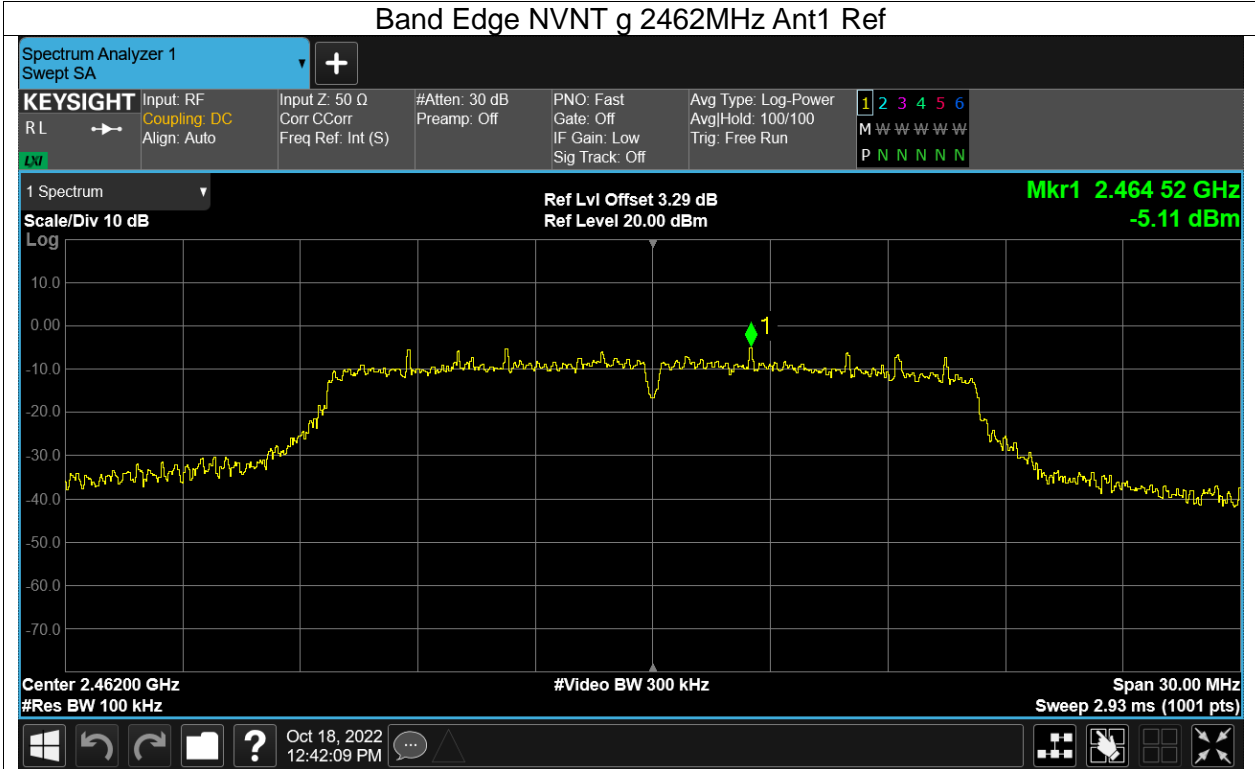 Band Edge NVNT g 2462MHz Ant1 Ref
Spectrum Analyzer 1
Swept SA
KEYSIGHT
R L
LXI
Input: RF
Coupling: DC
Align: Auto
Input Z: 50 Ω
Corr CCorr
Freq Ref: Int (S)
#Atten: 30 dB
Preamp: Off
PNO: Fast
Gate: Off
IF Gain: Low
Sig Track: Off
Avg Type: Log-Power
Avg|Hold: 100/100
Trig: Free Run
1 2 3 4 5 6
M W W W W W
P N N N N N
1 Spectrum
Scale/Div 10 dB
Log
Ref Lvl Offset 3.29 dB
Ref Level 20.00 dBm
Mkr1 2.464 52 GHz
-5.11 dBm
10.0
0.00
-10.0
-20.0
-30.0
-40.0
-50.0
-60.0
-70.0
1
Center 2.46200 GHz
#Res BW 100 kHz
#Video BW 300 kHz
Span 30.00 MHz
Sweep 2.93 ms (1001 pts)
?
Oct 18, 2022
12:42:09 PM